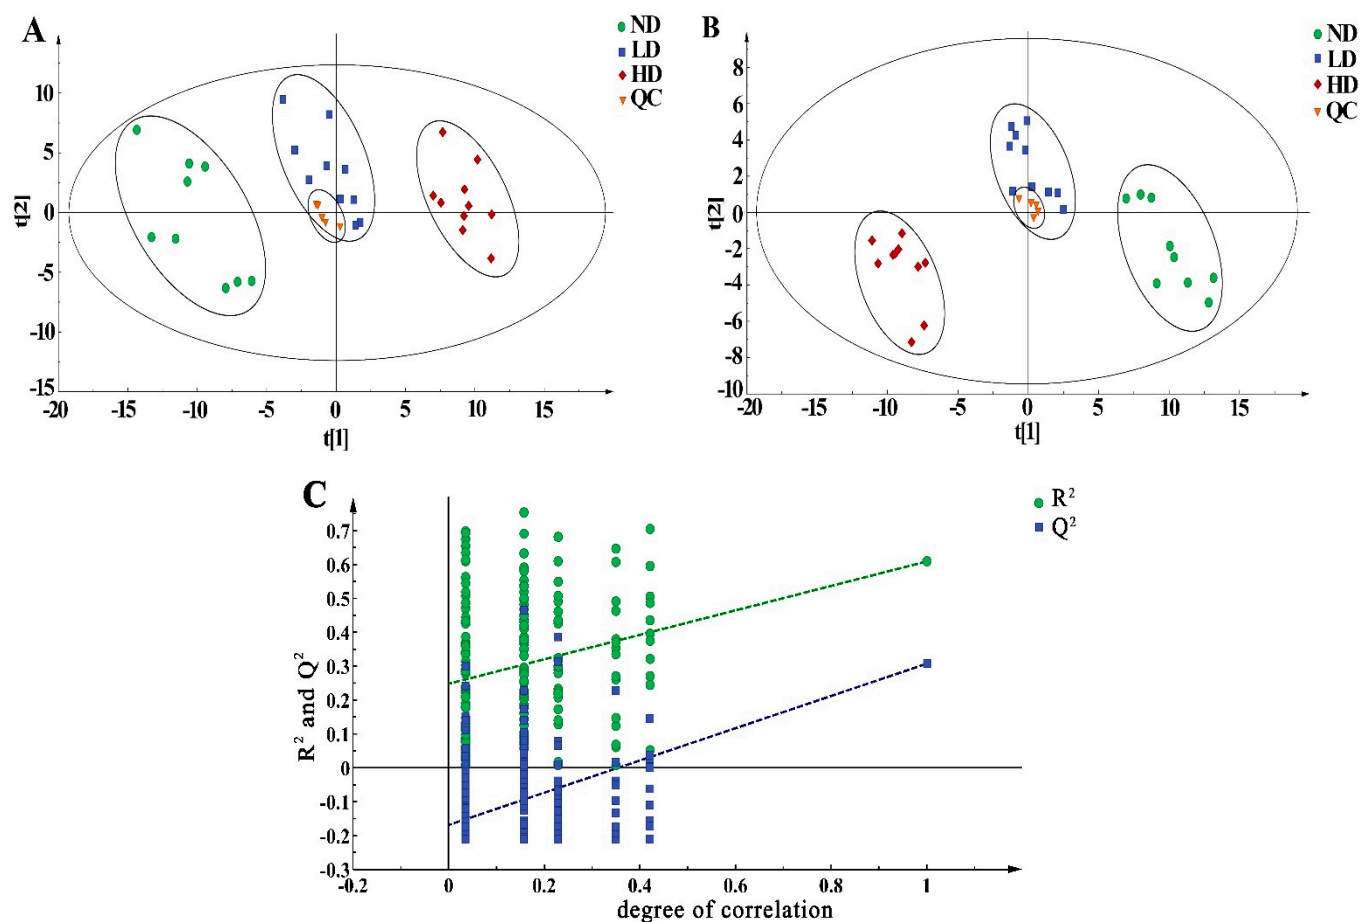 A
ND
LD
HD
QC
10
5
0
-5
-10
-15
t[2]
-20 -15 -10 -5 0 5 10 15
t[1]
B
ND
LD
HD
QC
8
6
4
2
0
-2
-4
-6
-8
-10
t[2]
-20 -15 -10 -5 0 5 10 15
t[1]
C
R²
Q²
0.7
0.6
0.5
0.4
0.3
0.2
0.1
0
-0.1
-0.2
-0.3
R² and Q²
-0.2 0 0.2 0.4 0.6 0.8 1
degree of correlation